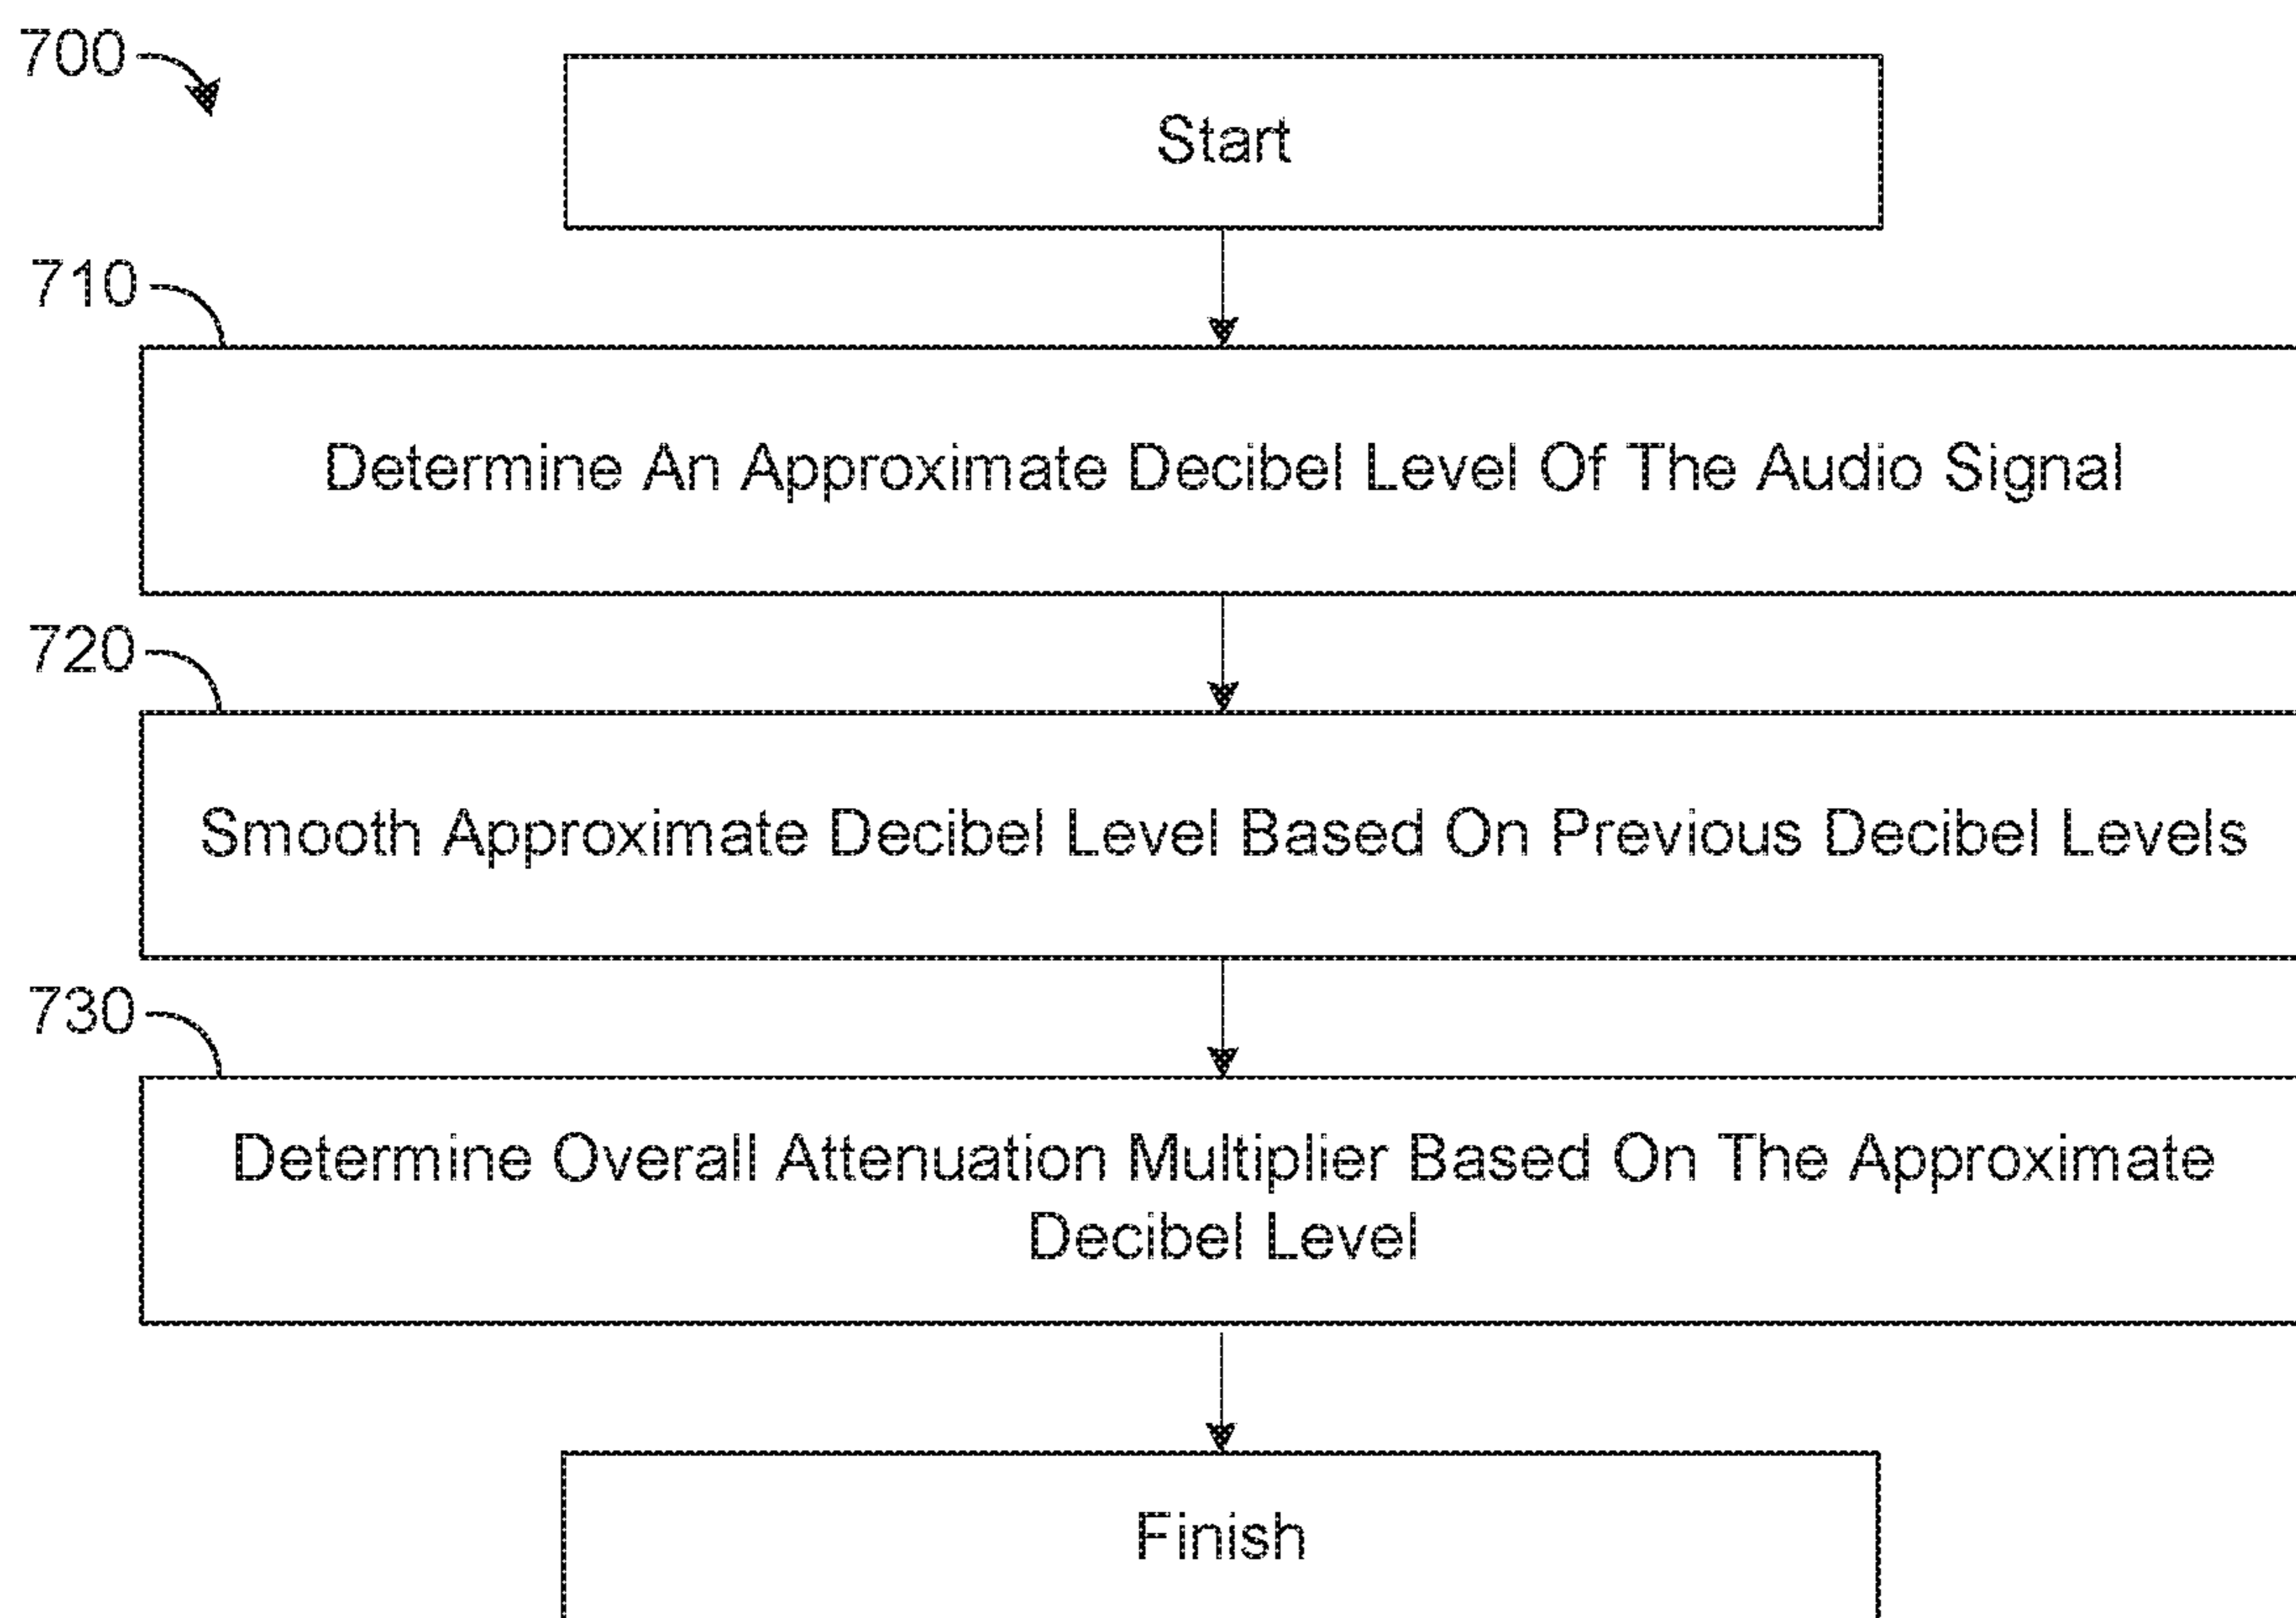 700
Start
710
Determine An Approximate Decibel Level Of The Audio Signal
720
Smooth Approximate Decibel Level Based On Previous Decibel Levels
730
Determine Overall Attenuation Multiplier Based On The Approximate
Decibel Level
Finish